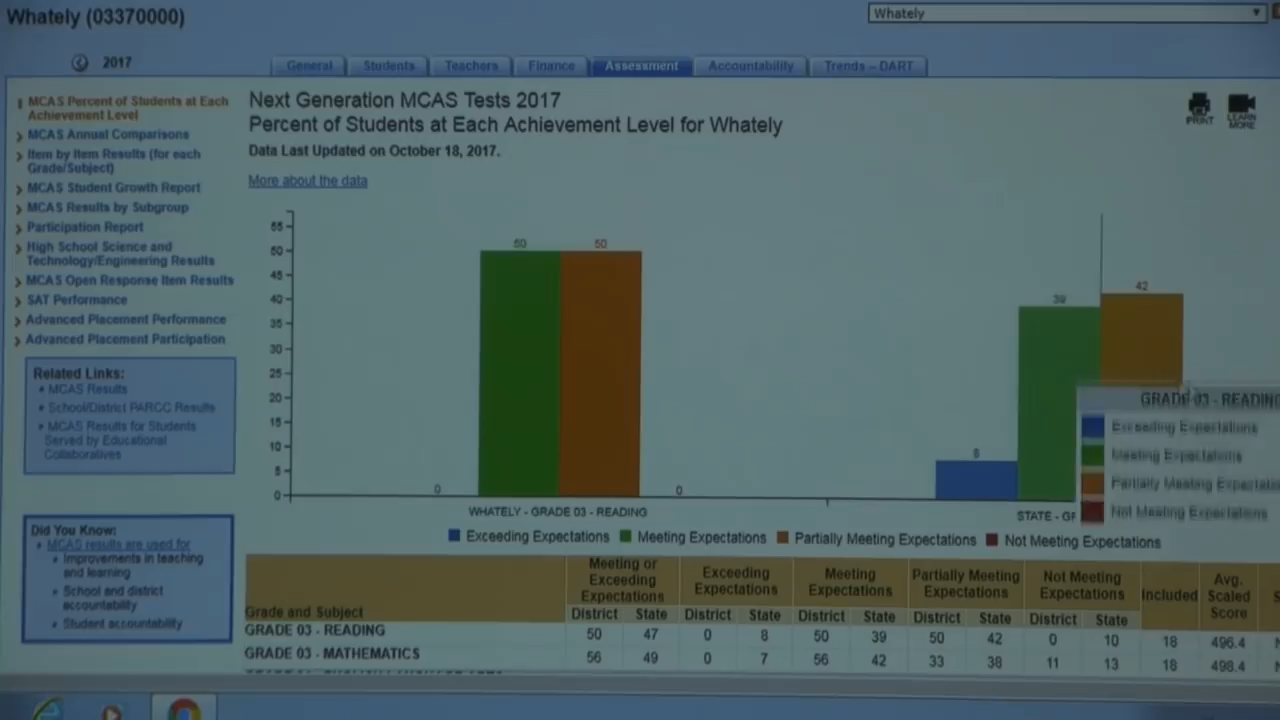 Whately (03370000)
Whately
2017
General Students Teachers Finance Assessment Accountability Trends – DART
MCAS Percent of Students at Each
Achievement Level
MCAS Annual Comparisons
Item by Item Results (for each
Grade/Subject)
MCAS Student Growth Report
MCAS Results by Subgroup
Participation Report
High School Science and
Technology/Engineering Results
MCAS Open Response Item Results
SAT Performance
Advanced Placement Performance
Advanced Placement Participation
Related Links:
MCAS Results
School/District PARCC Results
MCAS Results for Students
Served by Educational
Collaboratives
Did You Know:
MCAS results are used for
Improvements in teaching
and learning
School and district
accountability
Student accountability
Next Generation MCAS Tests 2017
Percent of Students at Each Achievement Level for Whately
Data Last Updated on October 18, 2017.
More about the data
PRINT
LEARN
MORE
55
50
45
40
35
30
25
20
15
10
5
0
0 50 50 0
8 39 42
WHATELY - GRADE 03 - READING
STATE - GR
GRADE 03 - READING
Exceeding Expectations
Meeting Expectations
Partially Meeting
Not Meeting Expectations
Exceeding Expectations Meeting Expectations Partially Meeting Expectations Not Meeting Expectations
Grade and Subject
Meeting or
Exceeding
Expectations
Exceeding
Expectations
Meeting
Expectations
Partially Meeting
Expectations
Not Meeting
Expectations
Included
Avg.
Scaled
Score
District State District State District State District State District State
GRADE 03 - READING 50 47 0 8 50 39 50 42 0 10 18 496.4
GRADE 03 - MATHEMATICS 56 49 0 7 56 42 33 38 11 13 18 498.4